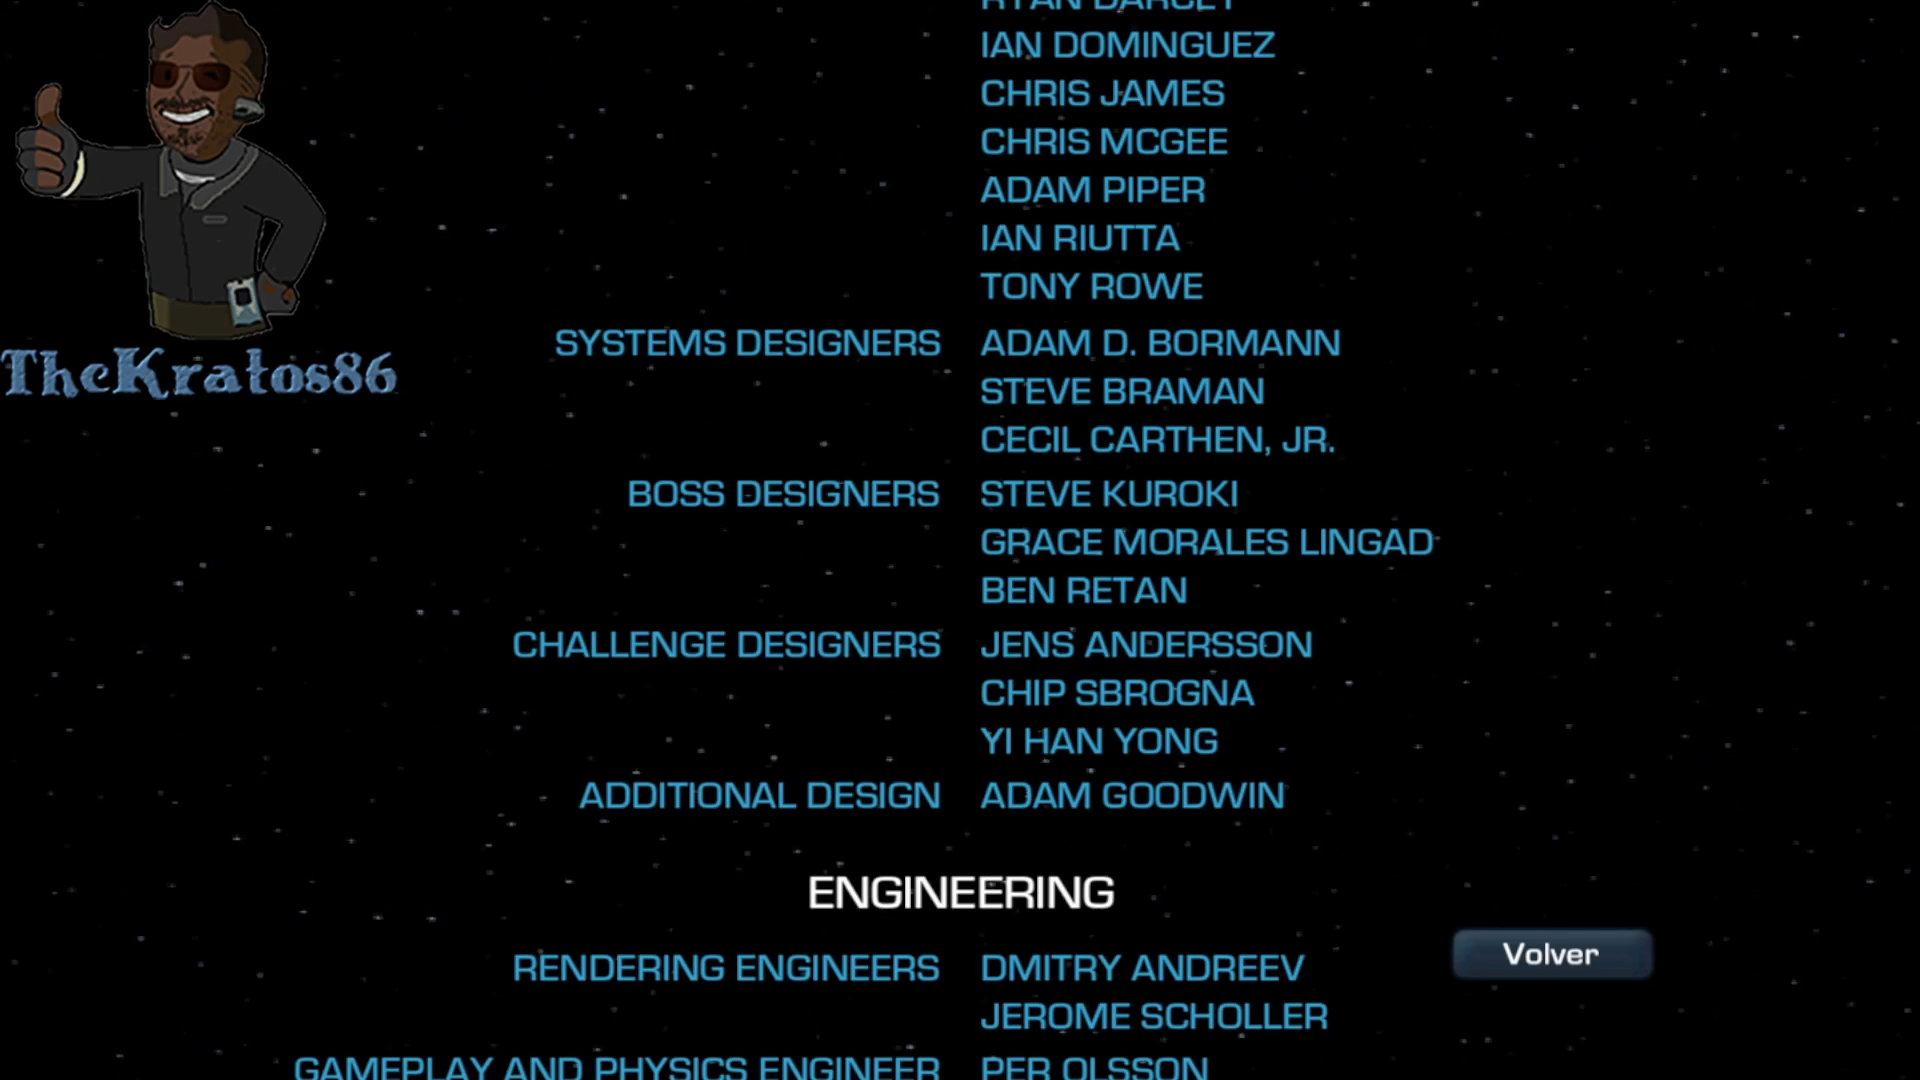 RYAN DARCEY
IAN DOMINGUEZ
CHRIS JAMES
CHRIS MCGEE
ADAM PIPER
IAN RIUTTA
TONY ROWE
TheKratos86
SYSTEMS DESIGNERS ADAM D. BORMANN
STEVE BRAMAN
CECIL CARTHEN, JR.
BOSS DESIGNERS STEVE KUROKI
GRACE MORALES LINGAD
BEN RETAN
CHALLENGE DESIGNERS JENS ANDERSSON
CHIP SBROGNA
YI HAN YONG
ADDITIONAL DESIGN ADAM GOODWIN
ENGINEERING
RENDERING ENGINEERS DMITRY ANDREEV
Volver
JEROME SCHOLLER
GAMEPLAY AND PHYSICS ENGINEER PER OLSSON